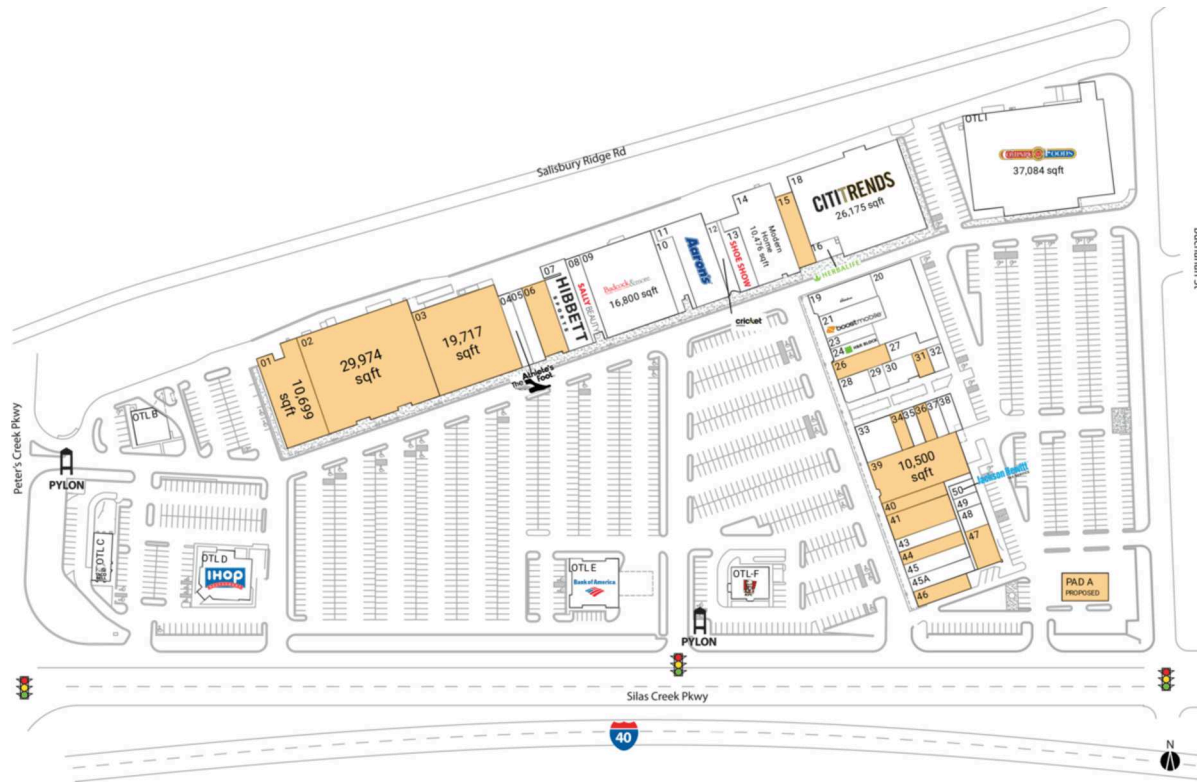 Salisbury Ridge Rd
OTL I
COMPARE FOODS
37,084 sqft
18
CITITRENDS
26,175 sqft
15
16
HERBALIFE
14
Modern
Home
10,476 sqft
13
SHOE SHOW
12
cricket
11
10
Aaron's
09
08
16,800 sqft
SALLY BEAUTY
07
HIBBETT
SPORTS
06
05
04
The Athlete's
Foot
03
19,717
sqft
02
29,974
sqft
01
10,699
sqft
19
20
21
boostmobile
23
24
H&R BLOCK
26
27
28
29
30
31
32
33
34
35
36
37
38
39
10,500
sqft
Jackson Hewitt
50
49
48
47
40
41
43
44
45
45A
46
PAD A
PROPOSED
OTL B
Peter's Creek Pkwy
PYLON
OTL C
OTL D
IHOP
OTL E
Bank of America
OTL-F
PYLON
Silas Creek Pkwy
40
N